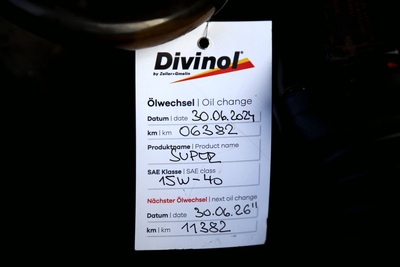 Divinol®
by Zeller+Gmelin
Ölwechsel | Oil change
Datum | date 30.06.2024
km | km 06382
Produktname | Product name
SUPER
SAE Klasse | SAE class
15W-40
Nächster Ölwechsel | next oil change
Datum | date 30.06.26"
km | km 11382